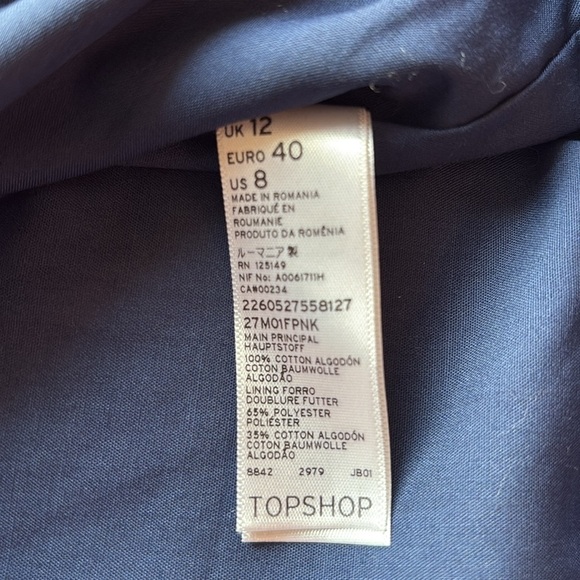 UK 12
EURO 40
US 8
MADE IN ROMANIA
FABRIQUÉ EN
ROUMANIE
PRODUTO DA ROMÊNIA
ルーマニア製
RN 125149
NIF No: A0061711H
CA#00234
2260527558127
27M01FPNK
MAIN PRINCIPAL
HAUPTSTOFF
100% COTTON ALGODÓN
COTON BAUMWOLLE
ALGODÃO
LINING FORRO
DOUBLURE FUTTER
65% POLYESTER
POLIÉSTER
35% COTTON ALGODÓN
COTON BAUMWOLLE
ALGODÃO
8842 2979 JB01
TOPSHOP